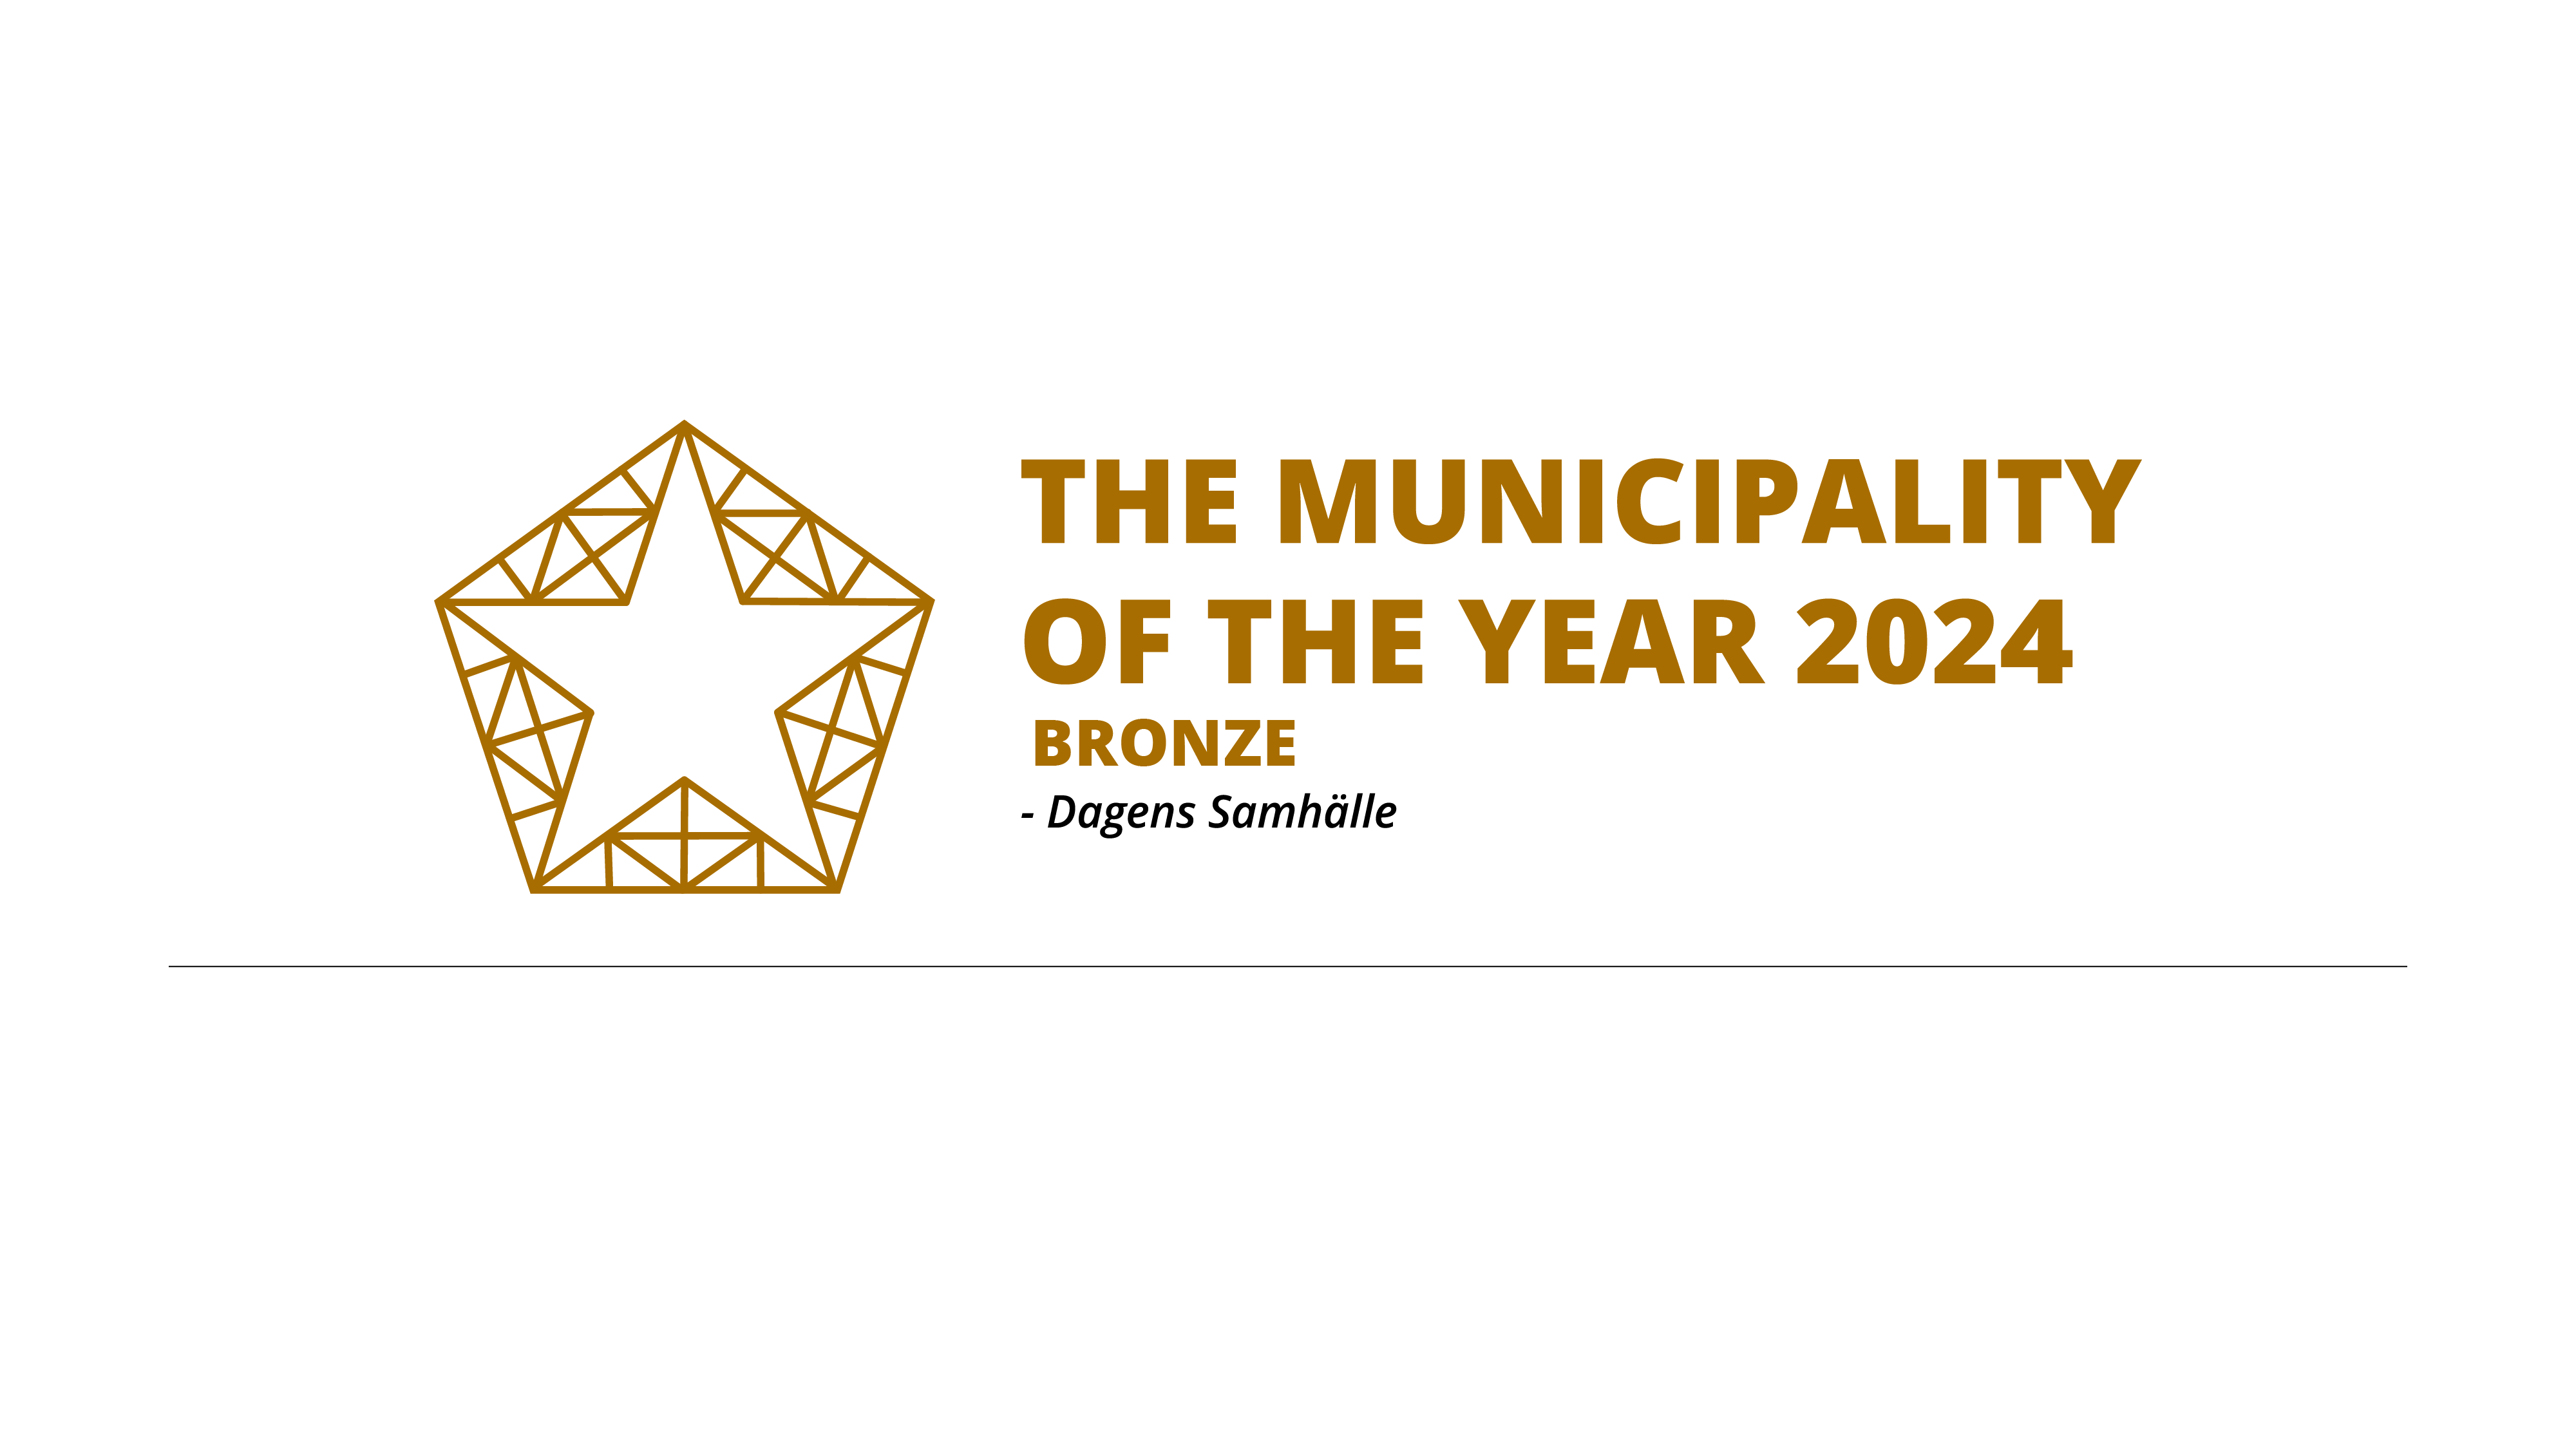 THE MUNICIPALITY
OF THE YEAR 2024
BRONZE
- Dagens Samhälle